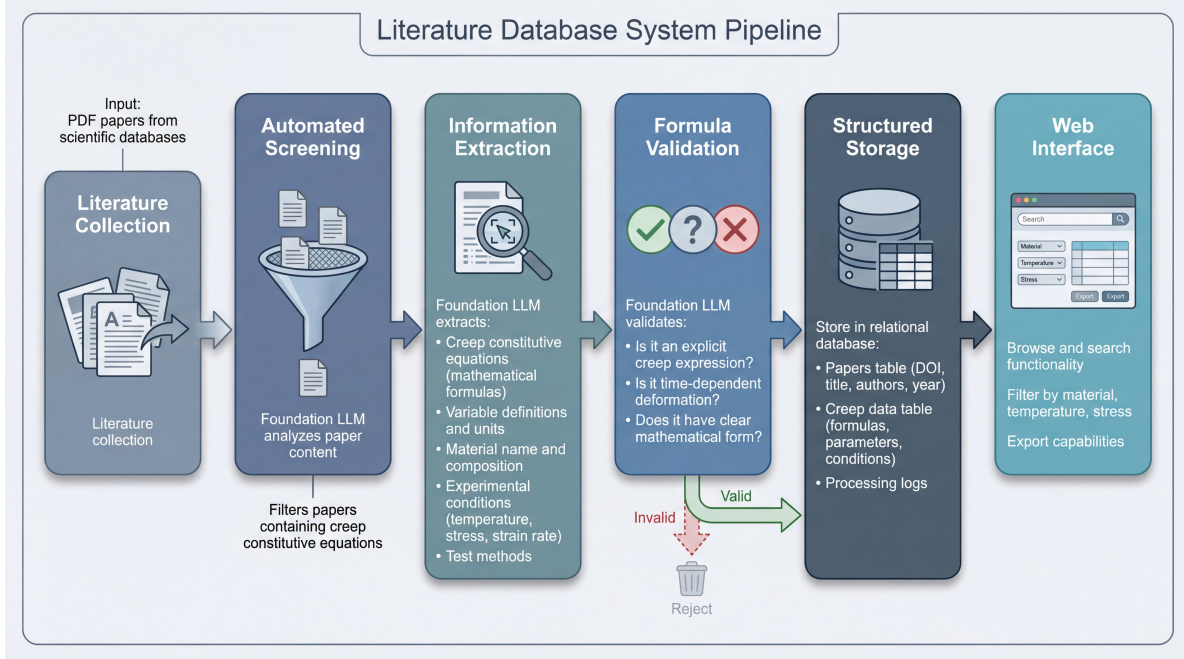 Literature Database System Pipeline
Input:
PDF papers from
scientific databases
Literature
Collection
A
Literature
collection
Automated
Screening
Foundation LLM
analyzes paper
content
Filters papers
containing creep
constitutive equations
Information
Extraction
Foundation LLM
extracts:
• Creep constitutive
equations
(mathematical
formulas)
• Variable definitions
and units
• Material name and
composition
• Experimental
conditions
(temperature,
stress, strain rate)
• Test methods
Formula
Validation
?
Foundation LLM
validates:
• Is it an explicit
creep expression?
• Is it time-dependent
deformation?
• Does it have clear
mathematical form?
Valid
Invalid
Reject
Structured
Storage
Store in relational
database:
• Papers table (DOI,
title, authors, year)
• Creep data table
(formulas,
parameters,
conditions)
• Processing logs
Web
Interface
Search
Material
Temperature
Stress
Export Export
Browse and search
functionality
Filter by material,
temperature, stress
Export capabilities